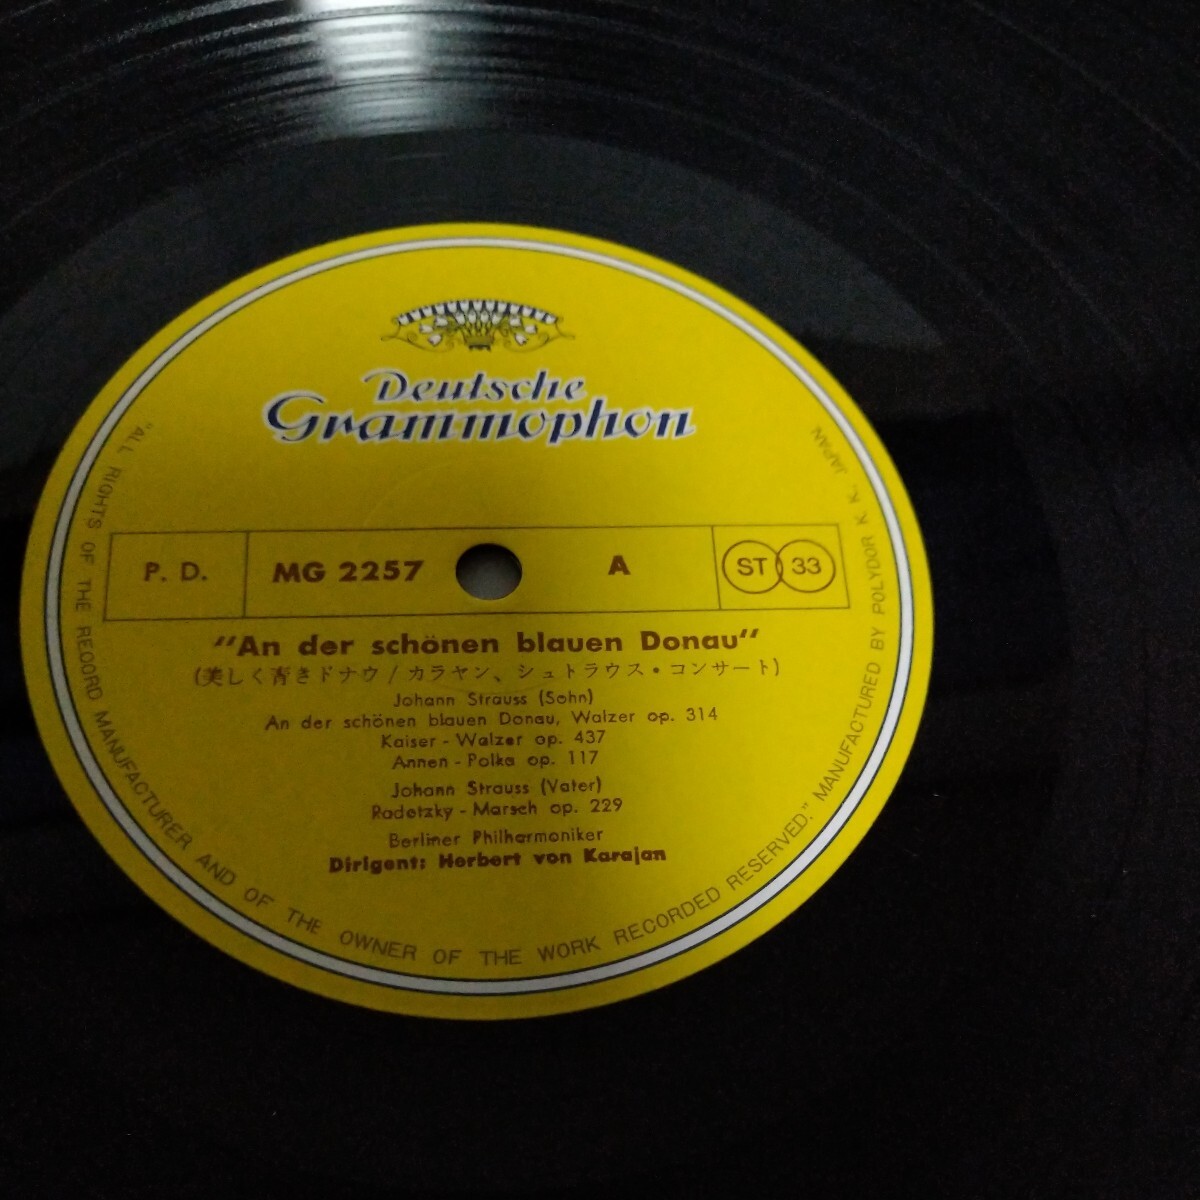 Deutsche
Grammophon
P. D.
MG 2257
A
ST 33
"An der schönen blauen Donau"
(美しく青きドナウ / カラヤン、シュトラウス・コンサート)
Johann Strauss (Sohn)
An der schönen blauen Donau, Walzer op. 314
Kaiser - Walzer op. 437
Annen - Polka op. 117
Johann Strauss (Vater)
Radetzky - Marsch op. 229
Berliner Philharmoniker
Dirigent: Herbert von Karajan
"ALL RIGHTS OF THE RECORD MANUFACTURER AND OF THE OWNER OF THE WORK RECORDED RESERVED." MANUFACTURED BY POLYDOR K. K., JAPAN